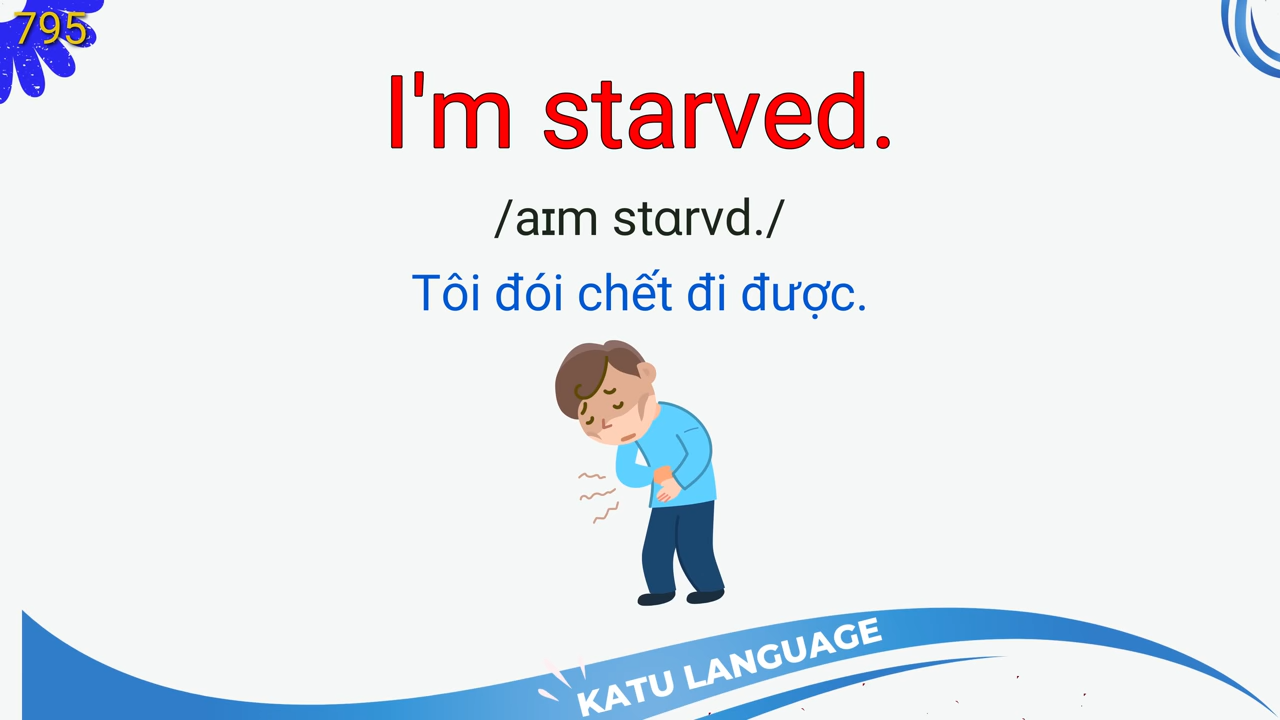 795
I'm starved.
/aɪm stɑrvd./
Tôi đói chết đi được.
KATU LANGUAGE